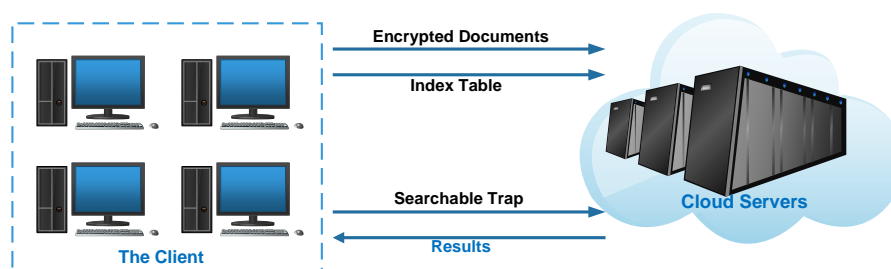 Encrypted Documents
Index Table
Searchable Trap
Cloud Servers
Results
The Client